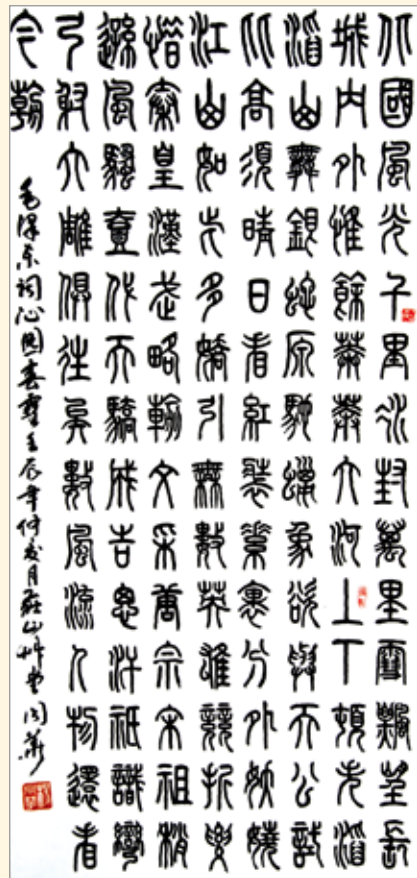 北國風光千里冰封萬里雪飄望長
城內外惟餘莽莽大河上下頓失滔
滔山舞銀蛇原馳蠟象欲與天公試
比高須晴日看紅裝素裹分外妖嬈
江山如此多嬌引無數英雄競折腰
惜秦皇漢武略輸文采唐宗宋祖稍
遜風騷壹代天驕成吉思汗祇識彎
弓射大雕俱往矣數風流人物還看
今朝
毛澤東詞沁園春雪壬辰年仲夏月山艸堂